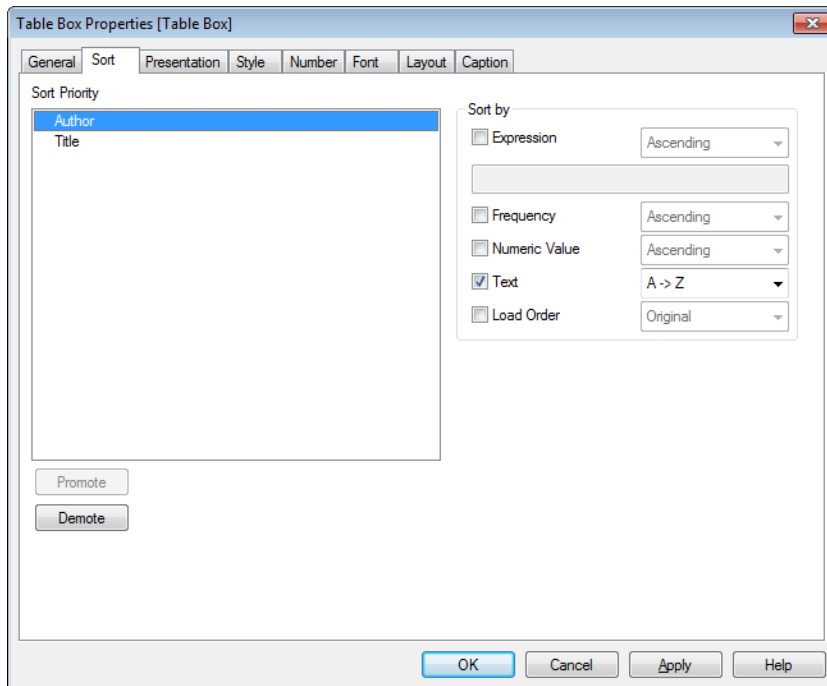 Table Box Properties [Table Box]
General Sort Presentation Style Number Font Layout Caption
Sort Priority
Author
Title
Promote
Demote
Sort by
Expression Ascending
Frequency Ascending
Numeric Value Ascending
Text A -> Z
Load Order Original
OK Cancel Apply Help